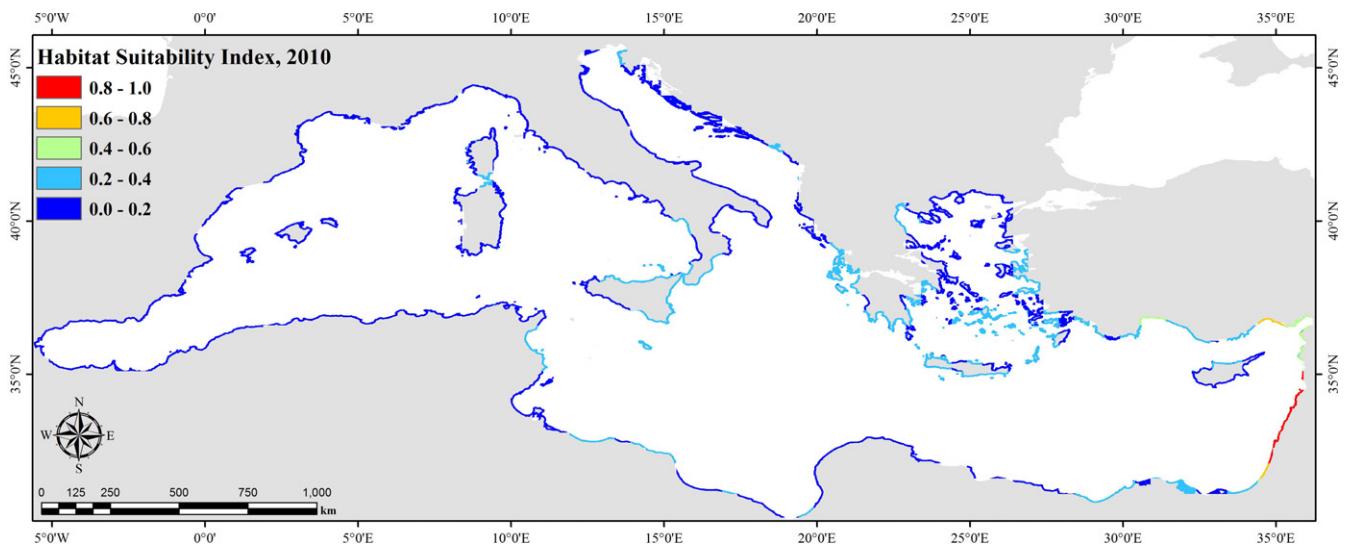 5°0'W 0°0' 5°0'E 10°0'E 15°0'E 20°0'E 25°0'E 30°0'E 35°0'E
Habitat Suitability Index, 2010
0.8 - 1.0
0.6 - 0.8
0.4 - 0.6
0.2 - 0.4
0.0 - 0.2
45°0'N 45°0'N
40°0'N 40°0'N
35°0'N 35°0'N
N
W E
S
0 125 250 500 750 1,000
km
5°0'W 0°0' 5°0'E 10°0'E 15°0'E 20°0'E 25°0'E 30°0'E 35°0'E